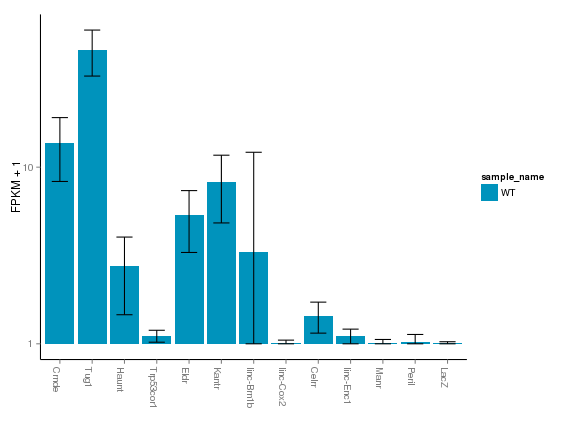 FPKM + 1
10
1
sample_name
WT
Crnde
Tug1
Haunt
Trp53cor1
Eldr
Kantr
linc-Brn1b
linc-Cox2
Celrr
linc-Enc1
Manr
Peril
LacZ